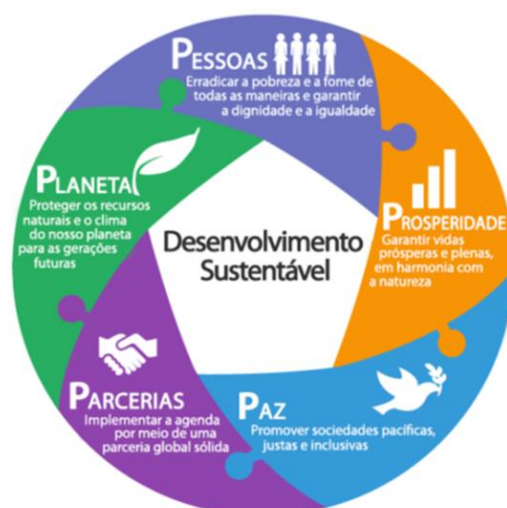 PESSOAS
Erradicar a pobreza e a fome de
todas as maneiras e garantir
a dignidade e a igualdade
PROSPERIDADE
Garantir vidas
prósperas e plenas,
em harmonia com
a natureza
PAZ
Promover sociedades pacíficas,
justas e inclusivas
PARCERIAS
Implementar a agenda
por meio de uma
parceria global sólida
PLANETA
Proteger os recursos
naturais e o clima
do nosso planeta
para as gerações
futuras
Desenvolvimento
Sustentável